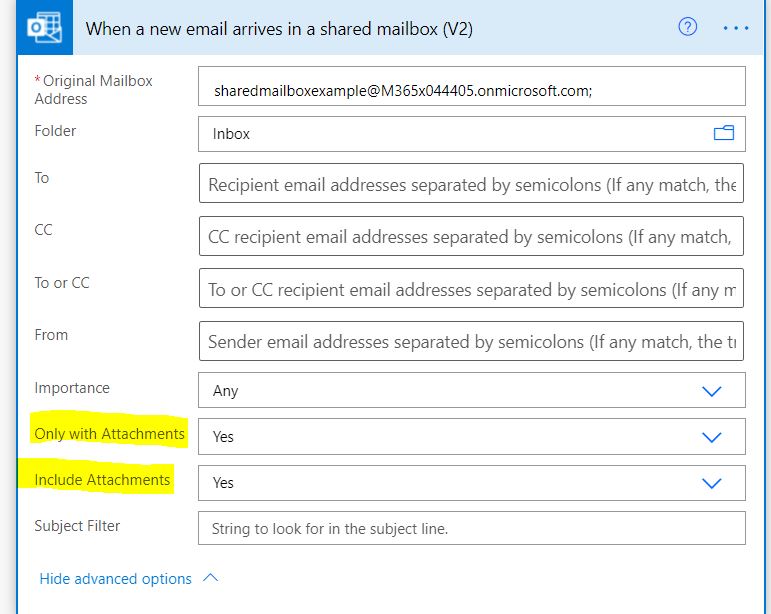 When a new email arrives in a shared mailbox (V2)
* Original Mailbox
Address
sharedmailboxexample@M365x044405.onmicrosoft.com;
Folder
Inbox
To
Recipient email addresses separated by semicolons (If any match, the
CC
CC recipient email addresses separated by semicolons (If any match,
To or CC
To or CC recipient email addresses separated by semicolons (If any m
From
Sender email addresses separated by semicolons (If any match, the tr
Importance
Any
Only with Attachments
Yes
Include Attachments
Yes
Subject Filter
String to look for in the subject line.
Hide advanced options